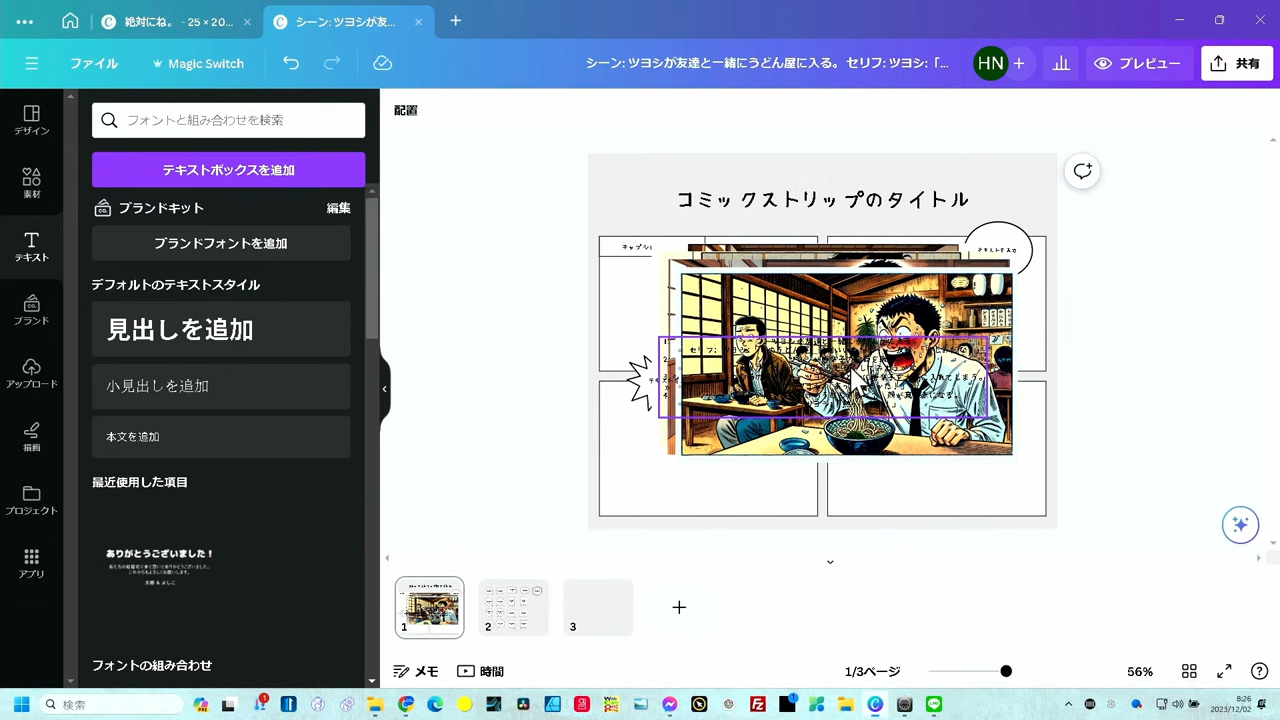 絶対にね。 - 25 × 20...
シーン: ツヨシが友...
ファイル
Magic Switch
シーン: ツヨシが友達と一緒にうどん屋に入る。セリフ: ツヨシ:「...
HN
プレビュー
共有
デザイン
素材
テキスト
ブランド
アップロード
描画
プロジェクト
アプリ
フォントと組み合わせを検索
テキストボックスを追加
ブランドキット
編集
ブランドフォントを追加
デフォルトのテキストスタイル
見出しを追加
小見出しを追加
本文を追加
最近使用した項目
ありがとうございました！
太郎 & よしこ
フォントの組み合わせ
配置
コミックストリップのタイトル
1
2
3
メモ
時間
1/3ページ
56%
検索
8:26
2023/12/02